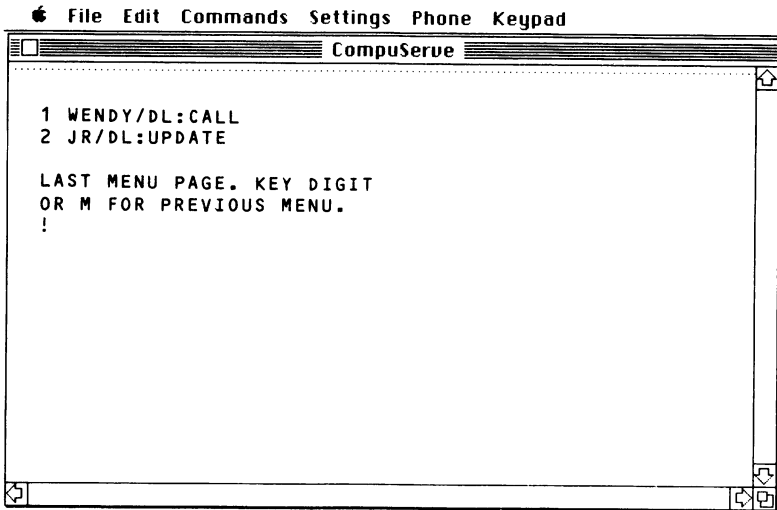 File Edit Commands Settings Phone Keypad
CompuServe
1 WENDY/DL:CALL
2 JR/DL:UPDATE
LAST MENU PAGE. KEY DIGIT
OR M FOR PREVIOUS MENU.
!